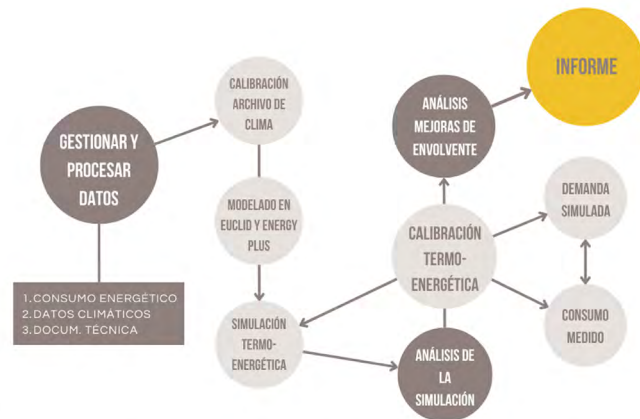 GESTIONAR Y
PROCESAR
DATOS
1. CONSUMO ENERGÉTICO
2. DATOS CLIMÁTICOS
3. DOCUM. TÉCNICA
CALIBRACIÓN
ARCHIVO DE
CLIMA
MODELADO EN
EUCLID Y ENERGY
PLUS
SIMULACIÓN
TERMO-
ENERGÉTICA
ANÁLISIS DE
LA
SIMULACIÓN
CALIBRACIÓN
TERMO-
ENERGÉTICA
DEMANDA
SIMULADA
CONSUMO
MEDIDO
ANÁLISIS
MEJORAS DE
ENVOLVENTE
INFORME